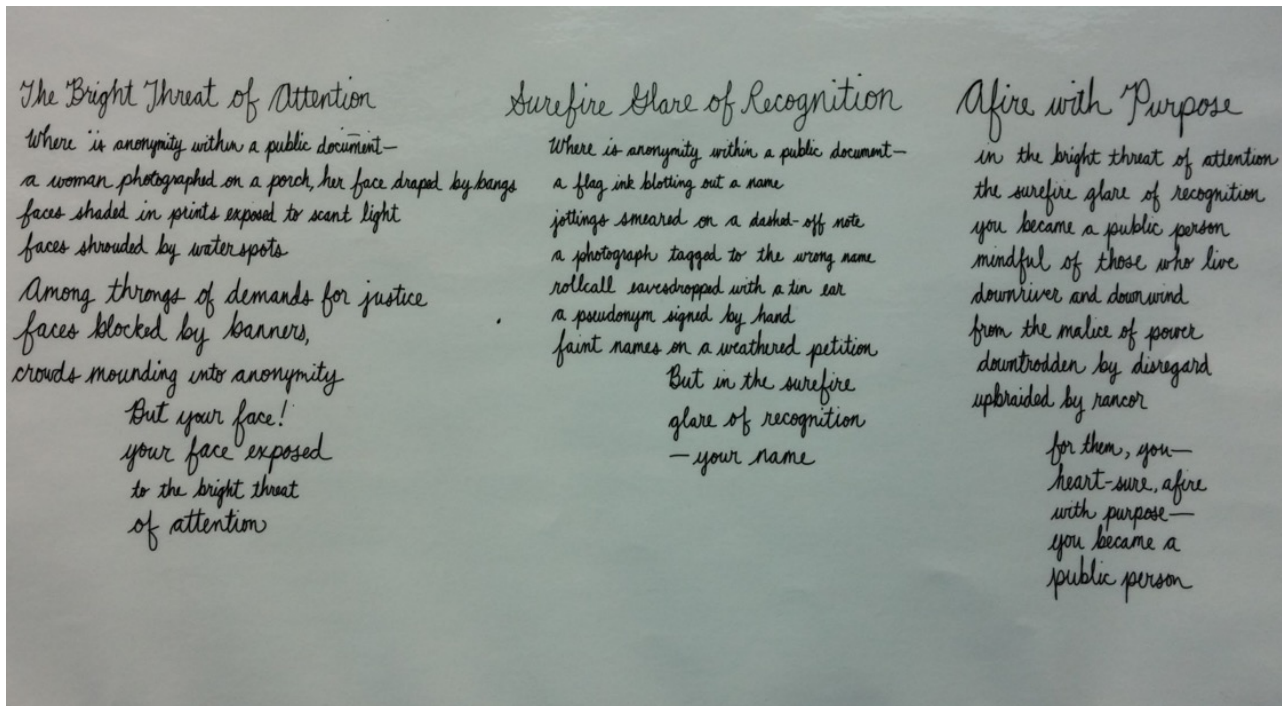 The Bright Threat of Attention
Where is anonymity within a public document—
a woman photographed on a porch, her face draped by bangs
faces shaded in prints exposed to scant light
faces shrouded by waterspots
Among throngs of demands for justice
faces blocked by banners,
crowds mounding into anonymity
But your face!
your face exposed
to the bright threat
of attention
Surefire Glare of Recognition
Where is anonymity within a public document—
a flag ink blotting out a name
jottings smeared on a dashed-off note
a photograph tagged to the wrong name
rollcall eavesdropped with a tin ear
a pseudonym signed by hand
faint names on a weathered petition
But in the surefire
glare of recognition
—your name
Afire with Purpose
in the bright threat of attention
the surefire glare of recognition
you became a public person
mindful of those who live
downriver and downwind
from the malice of power
downtrodden by disregard
upbraided by rancor
for them, you—
heart-sure, afire
with purpose—
you became a
public person